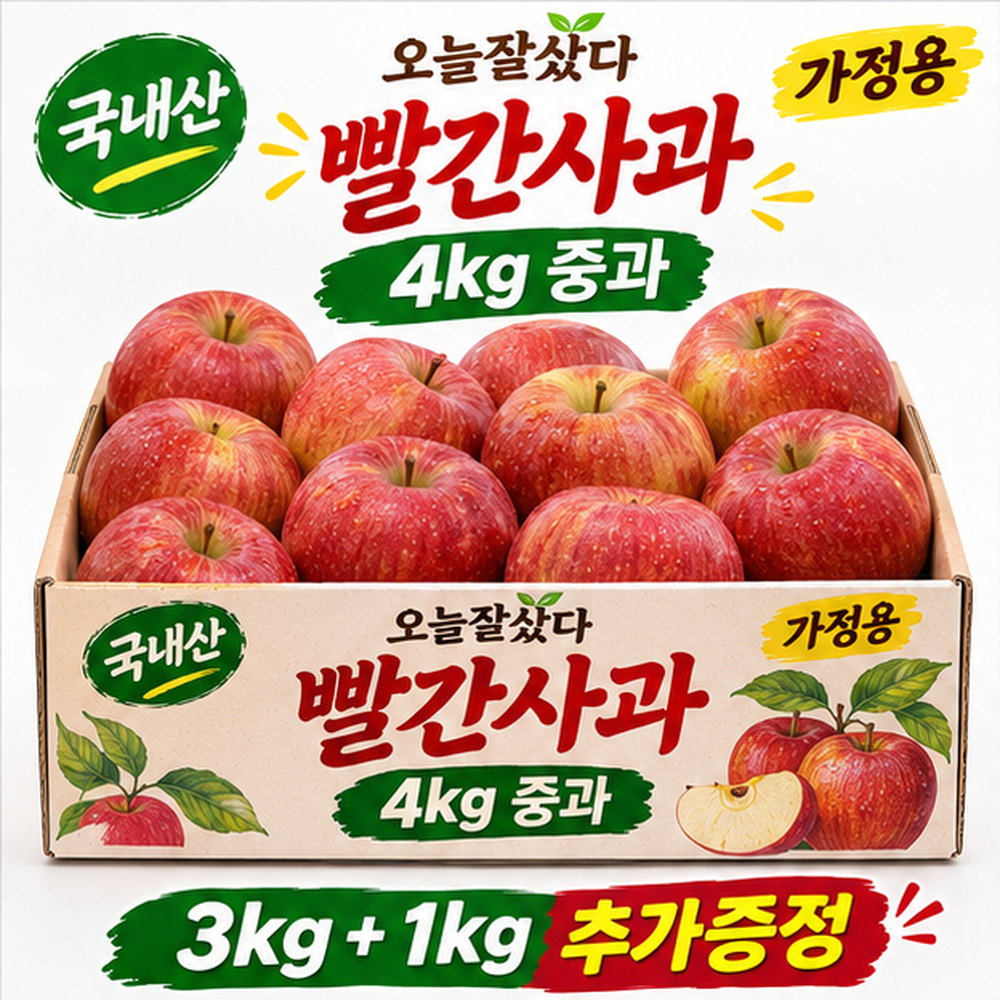 국내산
오늘잘샀다
가정용
빨간사과
4kg 중과
국내산
오늘잘샀다
가정용
빨간사과
4kg 중과
3kg + 1kg 추가증정